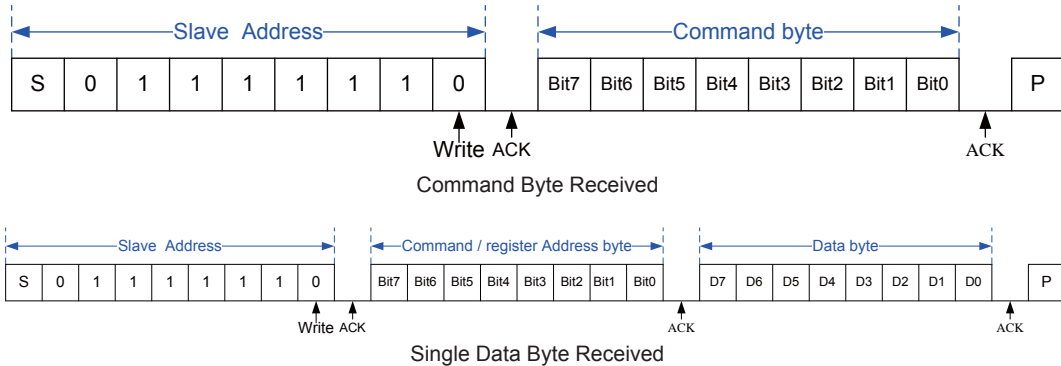 Slave Address Command byte
S 0 1 1 1 1 1 1 0 Bit7 Bit6 Bit5 Bit4 Bit3 Bit2 Bit1 Bit0 P
Write ACK ACK
Command Byte Received
Slave Address Command / register Address byte Data byte
S 0 1 1 1 1 1 1 0 Bit7 Bit6 Bit5 Bit4 Bit3 Bit2 Bit1 Bit0 D7 D6 D5 D4 D3 D2 D1 D0 P
Write ACK ACK ACK
Single Data Byte Received